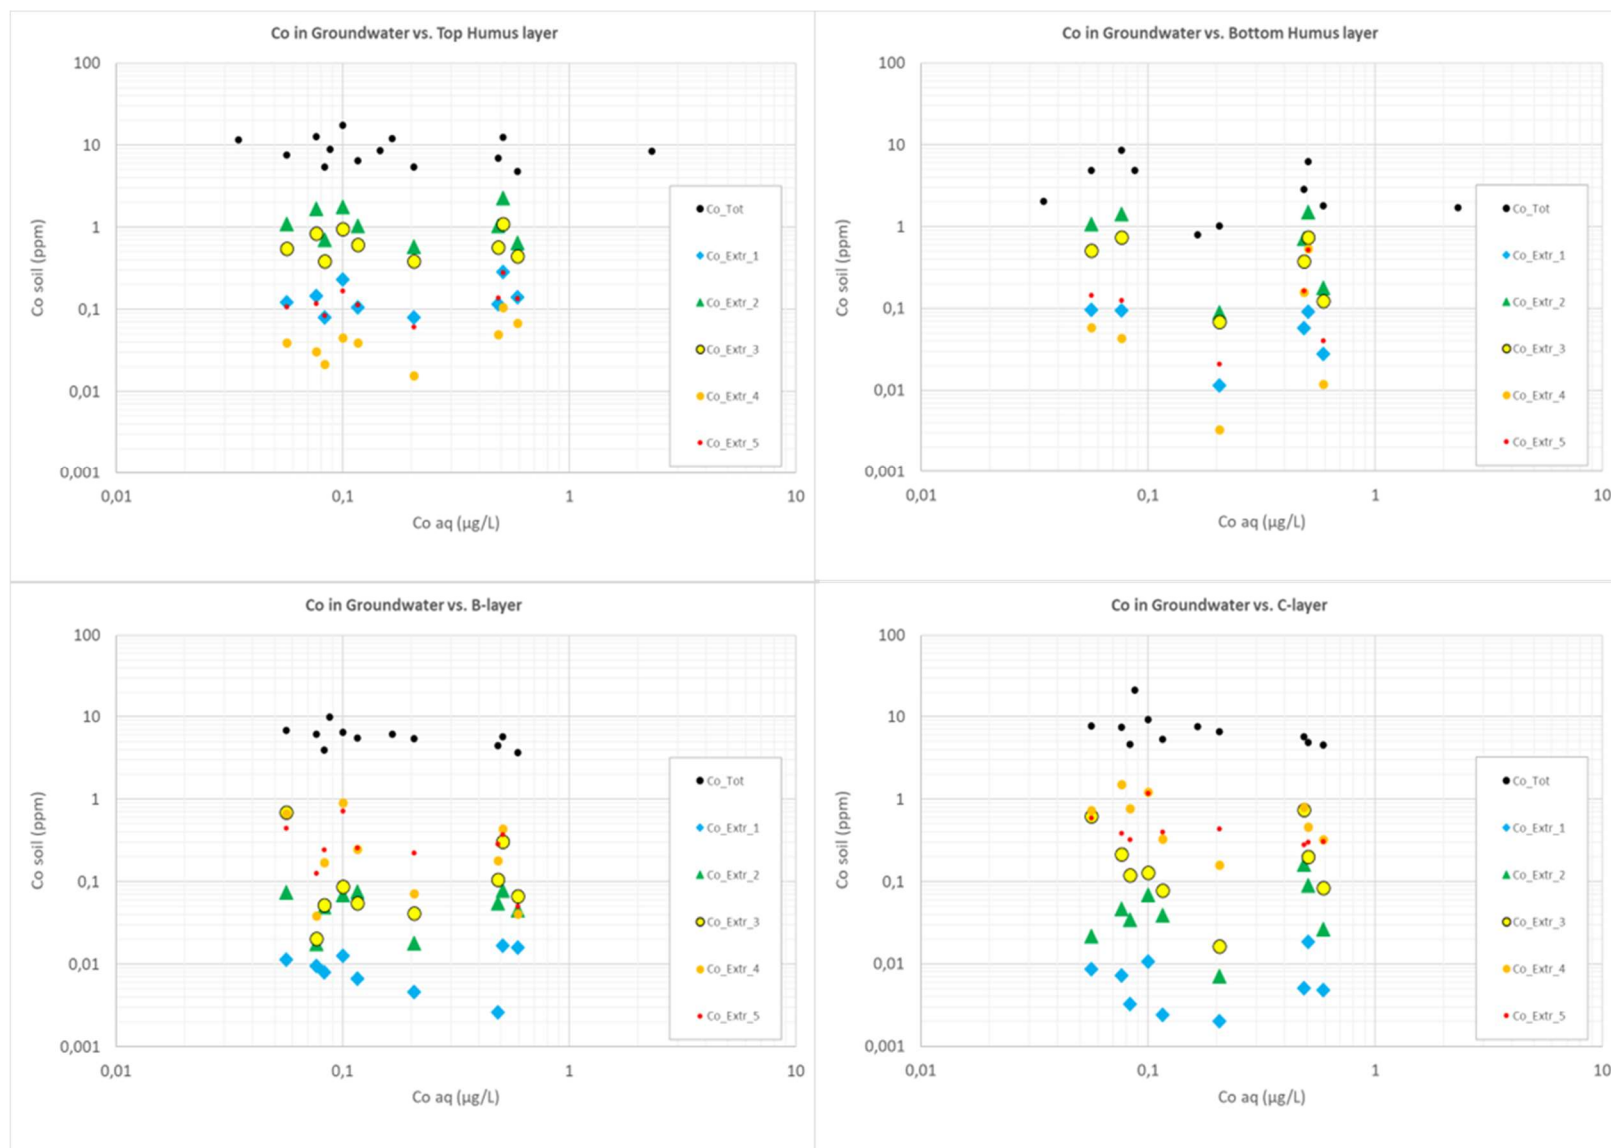 Co in Groundwater vs. Top Humus layer
100
10
1
0,1
0,01
0,001
Co soil (ppm)
0,01
0,1
1
10
Co aq (µg/L)
Co_Tot
Co_Extr_1
Co_Extr_2
Co_Extr_3
Co_Extr_4
Co_Extr_5
Co in Groundwater vs. Bottom Humus layer
100
10
1
0,1
0,01
0,001
Co soil (ppm)
0,01
0,1
1
10
Co aq (µg/L)
Co_Tot
Co_Extr_1
Co_Extr_2
Co_Extr_3
Co_Extr_4
Co_Extr_5
Co in Groundwater vs. B-layer
100
10
1
0,1
0,01
0,001
Co soil (ppm)
0,01
0,1
1
10
Co aq (µg/L)
Co_Tot
Co_Extr_1
Co_Extr_2
Co_Extr_3
Co_Extr_4
Co_Extr_5
Co in Groundwater vs. C-layer
100
10
1
0,1
0,01
0,001
Co soil (ppm)
0,01
0,1
1
10
Co aq (µg/L)
Co_Tot
Co_Extr_1
Co_Extr_2
Co_Extr_3
Co_Extr_4
Co_Extr_5